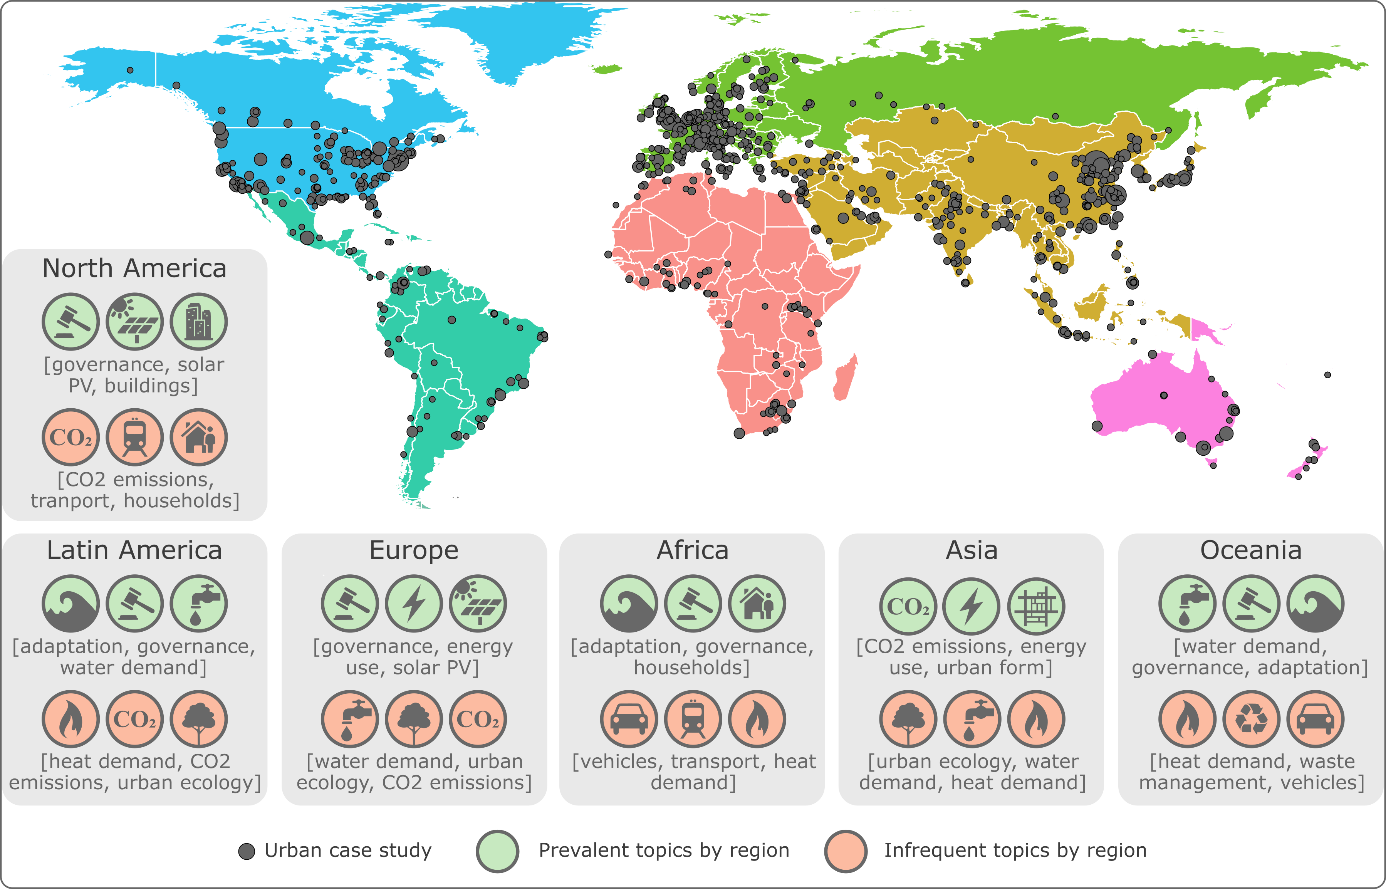 North America
[governance, solar
PV, buildings]
CO₂
[CO2 emissions,
tranport, households]
Latin America
[adaptation, governance,
water demand]
CO₂
[heat demand, CO2
emissions, urban ecology]
Europe
[governance, energy
use, solar PV]
CO₂
[water demand, urban
ecology, CO2 emissions]
Africa
[adaptation, governance,
households]
[vehicles, transport, heat
demand]
Asia
CO₂
[CO2 emissions, energy
use, urban form]
[urban ecology, water
demand, heat demand]
Oceania
[water demand,
governance, adaptation]
[heat demand, waste
management, vehicles]
Urban case study
Prevalent topics by region
Infrequent topics by region